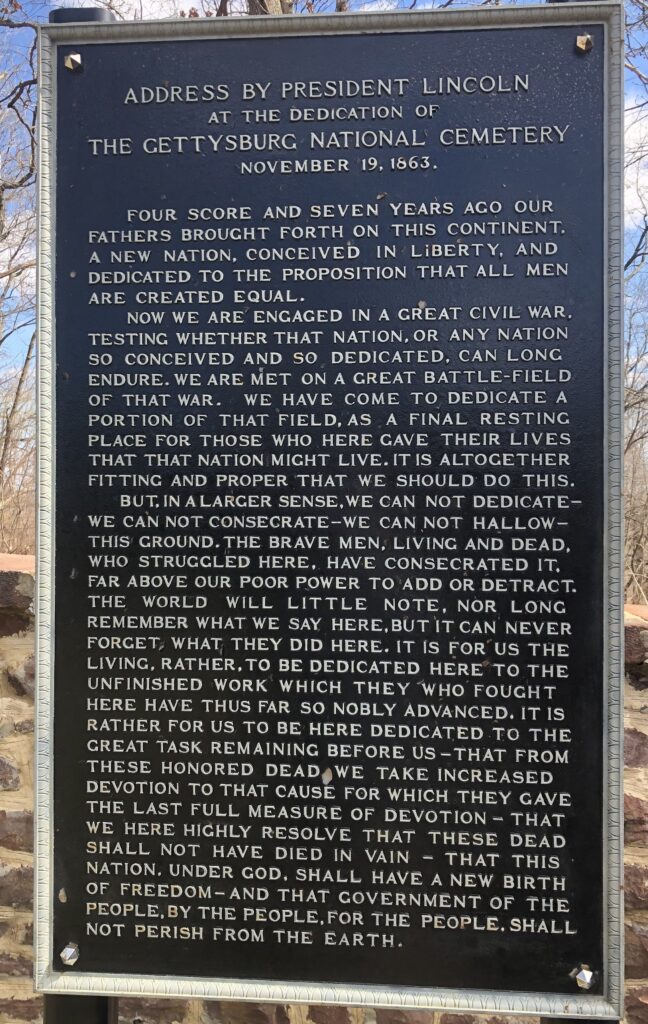 ADDRESS BY PRESIDENT LINCOLN
AT THE DEDICATION OF
THE GETTYSBURG NATIONAL CEMETERY
NOVEMBER 19, 1863.
FOUR SCORE AND SEVEN YEARS AGO OUR
FATHERS BROUGHT FORTH ON THIS CONTINENT,
A NEW NATION, CONCEIVED IN LIBERTY, AND
DEDICATED TO THE PROPOSITION THAT ALL MEN
ARE CREATED EQUAL.
NOW WE ARE ENGAGED IN A GREAT CIVIL WAR,
TESTING WHETHER THAT NATION, OR ANY NATION
SO CONCEIVED AND SO DEDICATED, CAN LONG
ENDURE. WE ARE MET ON A GREAT BATTLE-FIELD
OF THAT WAR. WE HAVE COME TO DEDICATE A
PORTION OF THAT FIELD, AS A FINAL RESTING
PLACE FOR THOSE WHO HERE GAVE THEIR LIVES
THAT THAT NATION MIGHT LIVE. IT IS ALTOGETHER
FITTING AND PROPER THAT WE SHOULD DO THIS.
BUT, IN A LARGER SENSE, WE CAN NOT DEDICATE—
WE CAN NOT CONSECRATE—WE CAN NOT HALLOW—
THIS GROUND. THE BRAVE MEN, LIVING AND DEAD,
WHO STRUGGLED HERE, HAVE CONSECRATED IT,
FAR ABOVE OUR POOR POWER TO ADD OR DETRACT.
THE WORLD WILL LITTLE NOTE, NOR LONG
REMEMBER WHAT WE SAY HERE, BUT IT CAN NEVER
FORGET WHAT THEY DID HERE. IT IS FOR US THE
LIVING, RATHER, TO BE DEDICATED HERE TO THE
UNFINISHED WORK WHICH THEY WHO FOUGHT
HERE HAVE THUS FAR SO NOBLY ADVANCED. IT IS
RATHER FOR US TO BE HERE DEDICATED TO THE
GREAT TASK REMAINING BEFORE US—THAT FROM
THESE HONORED DEAD WE TAKE INCREASED
DEVOTION TO THAT CAUSE FOR WHICH THEY GAVE
THE LAST FULL MEASURE OF DEVOTION — THAT
WE HERE HIGHLY RESOLVE THAT THESE DEAD
SHALL NOT HAVE DIED IN VAIN — THAT THIS
NATION, UNDER GOD, SHALL HAVE A NEW BIRTH
OF FREEDOM—AND THAT GOVERNMENT OF THE
PEOPLE, BY THE PEOPLE, FOR THE PEOPLE, SHALL
NOT PERISH FROM THE EARTH.